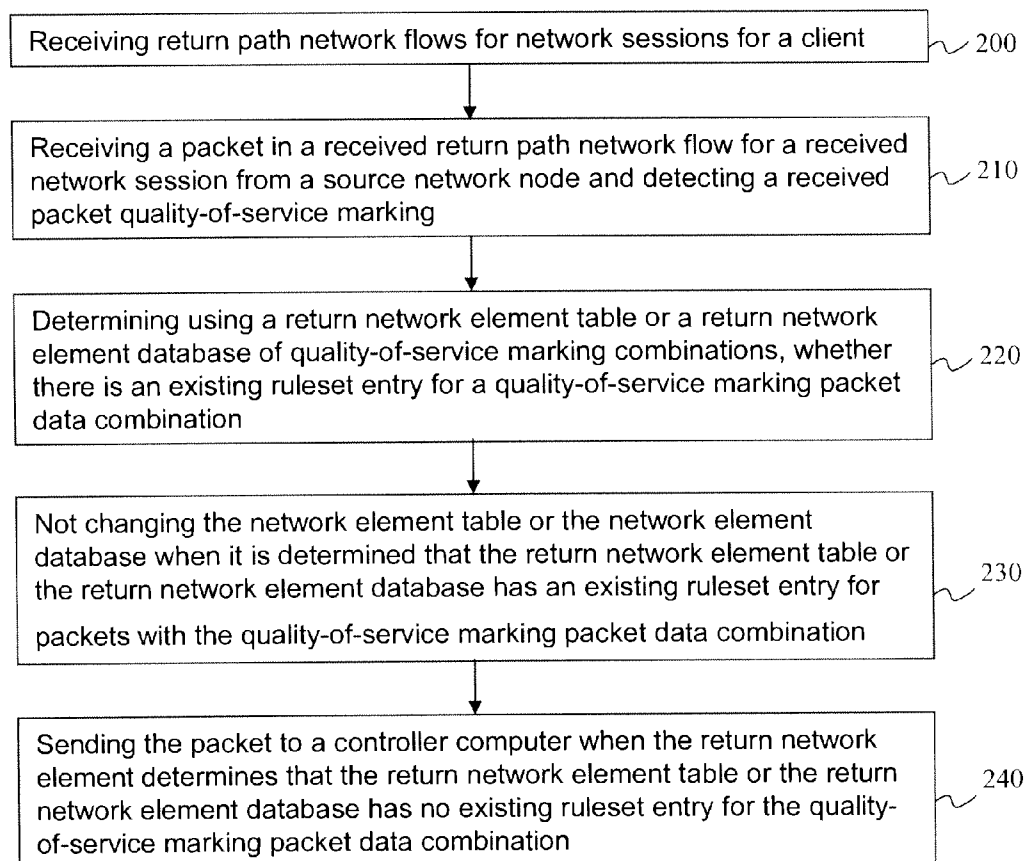 Receiving return path network flows for network sessions for a client
200
Receiving a packet in a received return path network flow for a received
network session from a source network node and detecting a received
packet quality-of-service marking
210
Determining using a return network element table or a return network
element database of quality-of-service marking combinations, whether
there is an existing ruleset entry for a quality-of-service marking packet
data combination
220
Not changing the network element table or the network element
database when it is determined that the return network element table or
the return network element database has an existing ruleset entry for
packets with the quality-of-service marking packet data combination
230
Sending the packet to a controller computer when the return network
element determines that the return network element table or the return
network element database has no existing ruleset entry for the quality-
of-service marking packet data combination
240